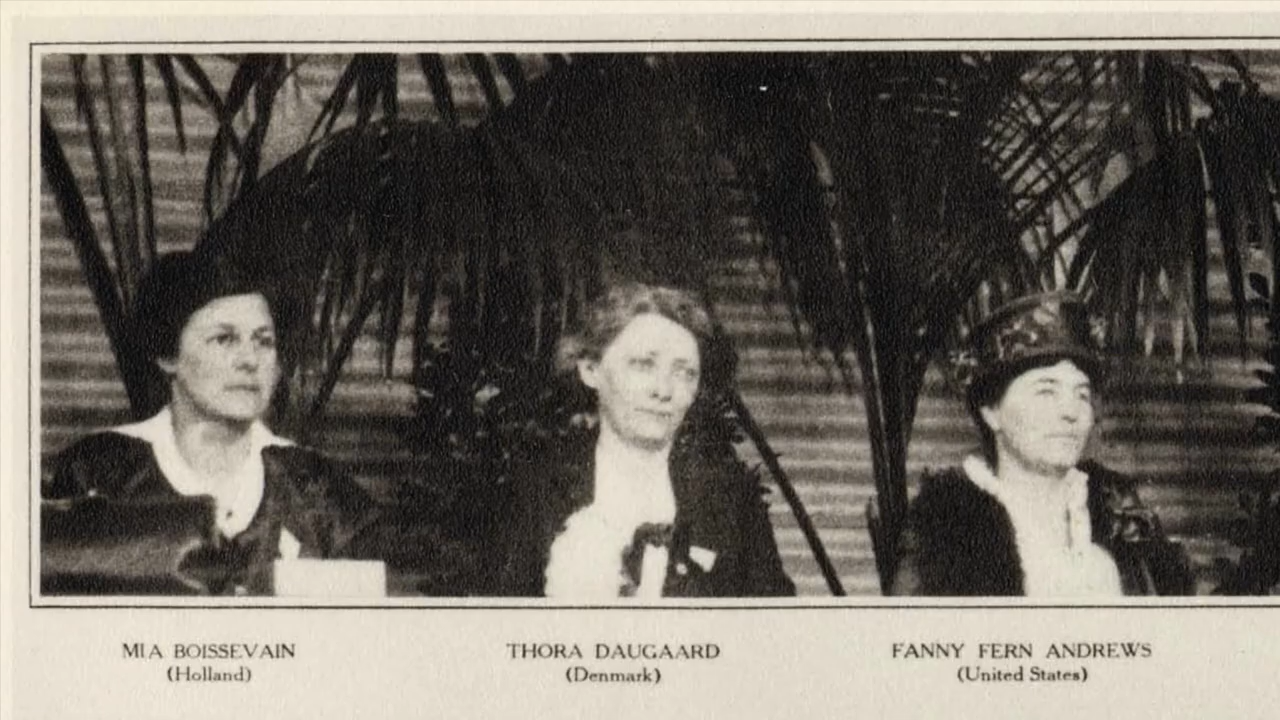 MIA BOISSEVAIN
(Holland)
THORA DAUGAARD
(Denmark)
FANNY FERN ANDREWS
(United States)